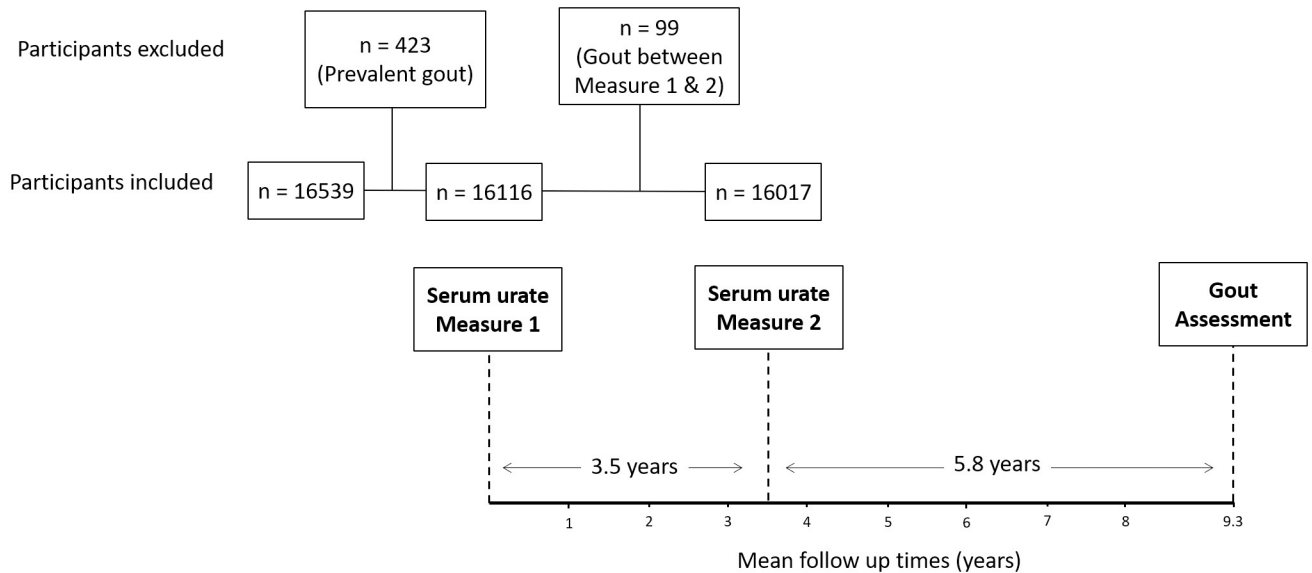 Participants excluded
n = 423
(Prevalent gout)
n = 99
(Gout between
Measure 1 & 2)
Participants included
n = 16539
n = 16116
n = 16017
Serum urate
Measure 1
Serum urate
Measure 2
Gout
Assessment
3.5 years
5.8 years
1 2 3 4 5 6 7 8 9.3
Mean follow up times (years)